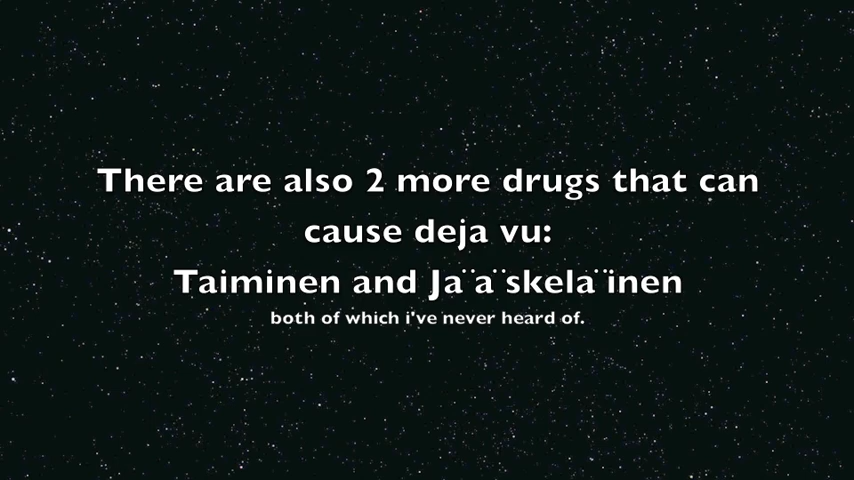 There are also 2 more drugs that can
cause deja vu:
Taiminen and Ja¨a¨skela¨inen
both of which i've never heard of.